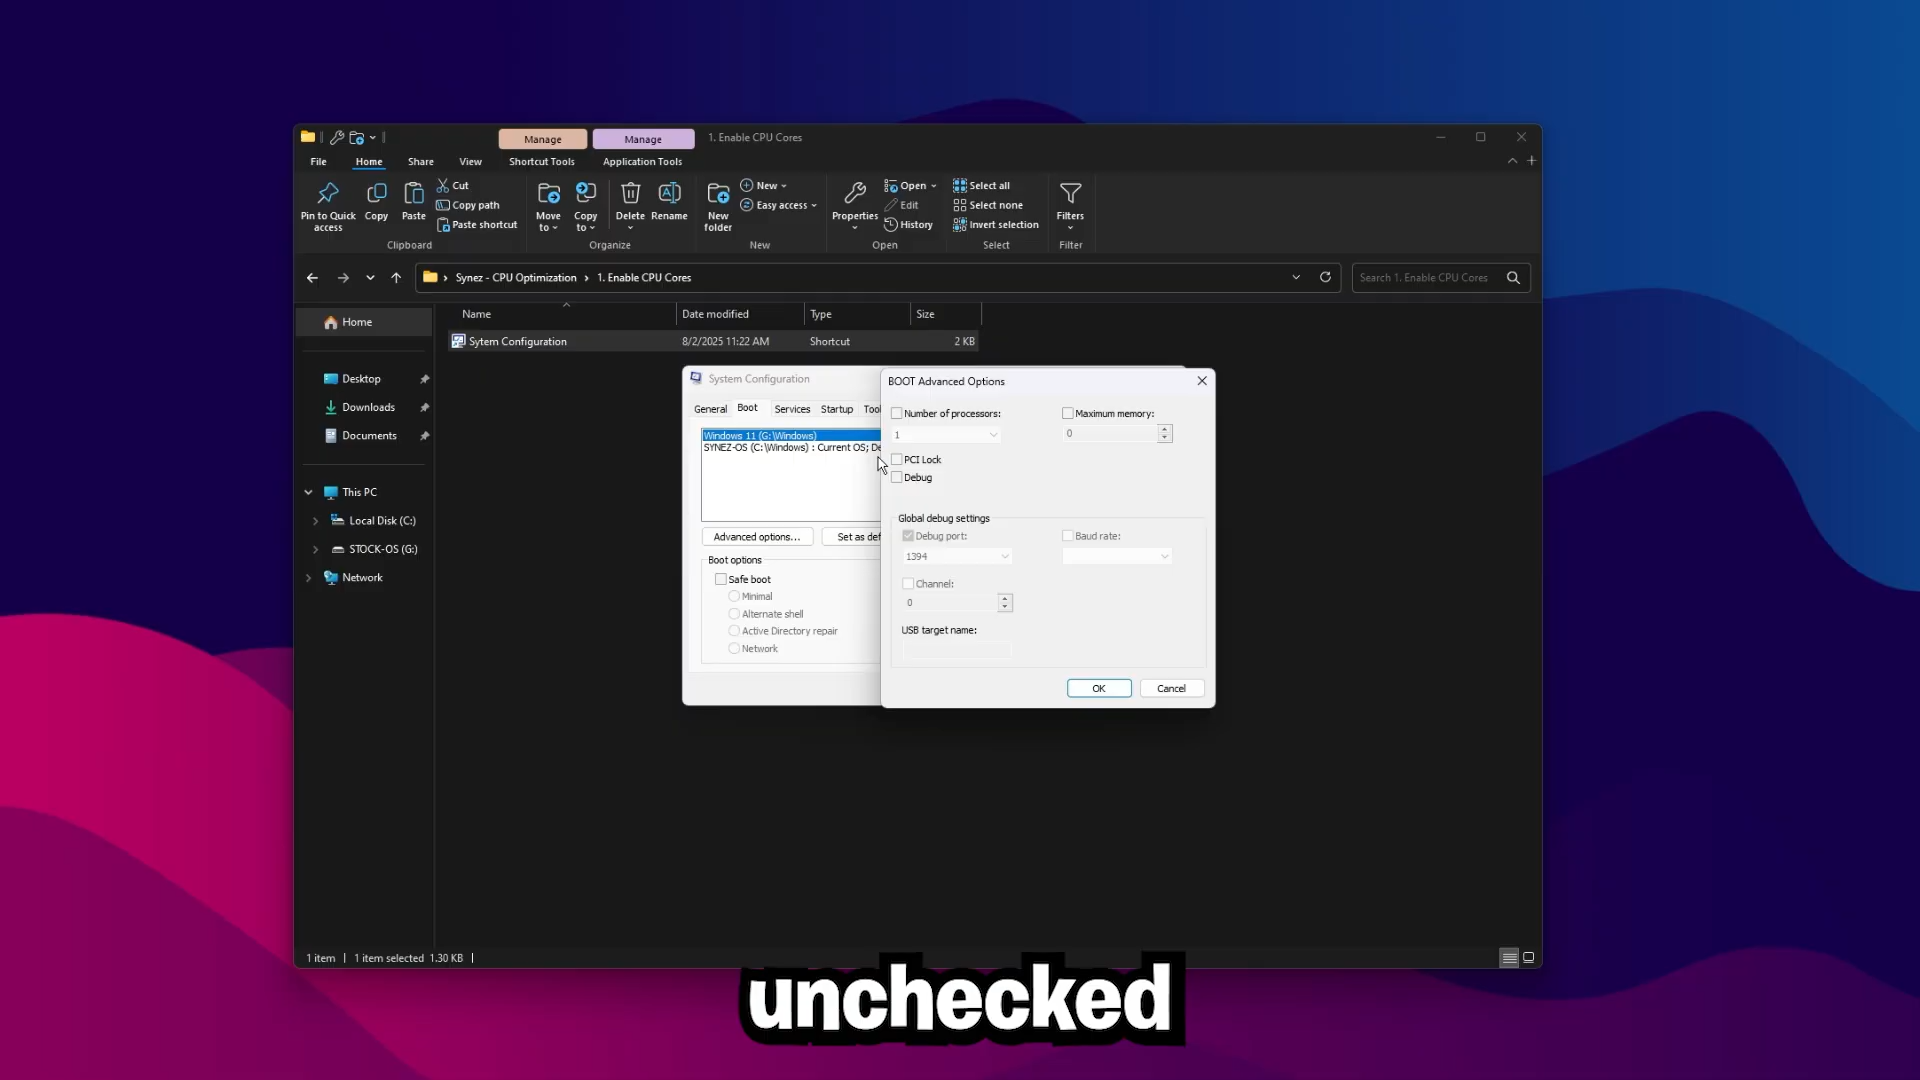 Manage
Manage
1. Enable CPU Cores
File
Home
Share
View
Shortcut Tools
Application Tools
Pin to Quick access
Copy
Paste
Cut
Copy path
Paste shortcut
Clipboard
Move to
Copy to
Delete
Rename
Organize
New folder
New
Easy access
New
Properties
Open
Edit
History
Open
Select all
Select none
Invert selection
Select
Filters
Filter
Synez - CPU Optimization › 1. Enable CPU Cores
Search 1. Enable CPU Cores
Name
Date modified
Type
Size
Sytem Configuration
8/2/2025 11:22 AM
Shortcut
2 KB
Home
Desktop
Downloads
Documents
This PC
Local Disk (C:)
STOCK-OS (G:)
Network
System Configuration
General
Boot
Services
Startup
Tool
Windows 11 (G:\Windows)
SYNEZ-OS (C:\Windows) : Current OS; De
Advanced options...
Set as def
Boot options
Safe boot
Minimal
Alternate shell
Active Directory repair
Network
BOOT Advanced Options
Number of processors:
1
Maximum memory:
0
PCI Lock
Debug
Global debug settings
Debug port:
1394
Baud rate:
Channel:
0
USB target name:
OK
Cancel
1 item
1 item selected 1.30 KB
unchecked